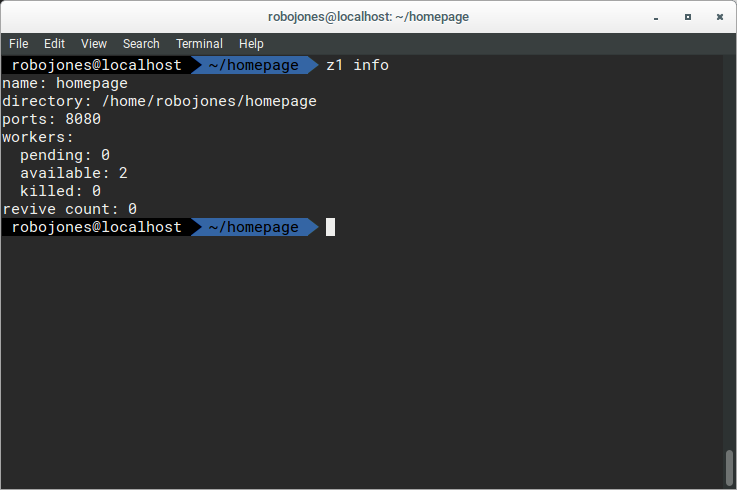 robojones@localhost: ~/homepage
File Edit View Search Terminal Help
robojones@localhost ~/homepage z1 info
name: homepage
directory: /home/robojones/homepage
ports: 8080
workers:
  pending: 0
  available: 2
  killed: 0
revive count: 0
robojones@localhost ~/homepage